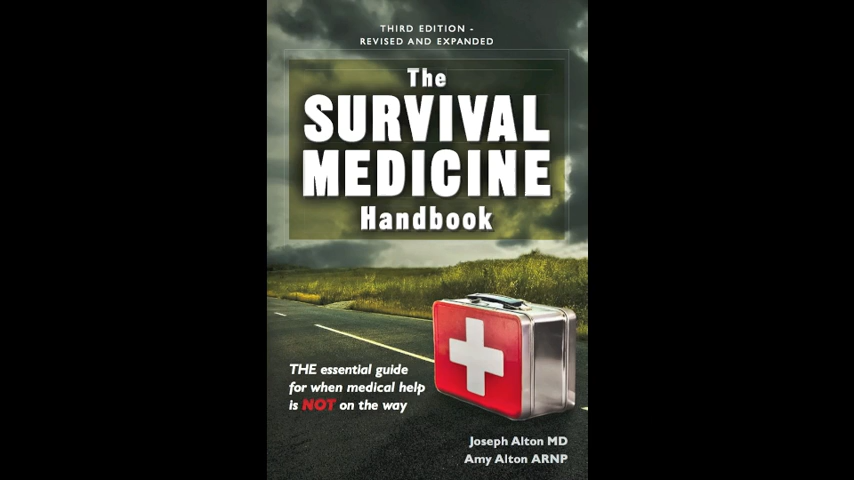 THIRD EDITION -
REVISED AND EXPANDED
The
SURVIVAL
MEDICINE
Handbook
THE essential guide
for when medical help
is NOT on the way
Joseph Alton MD
Amy Alton ARNP